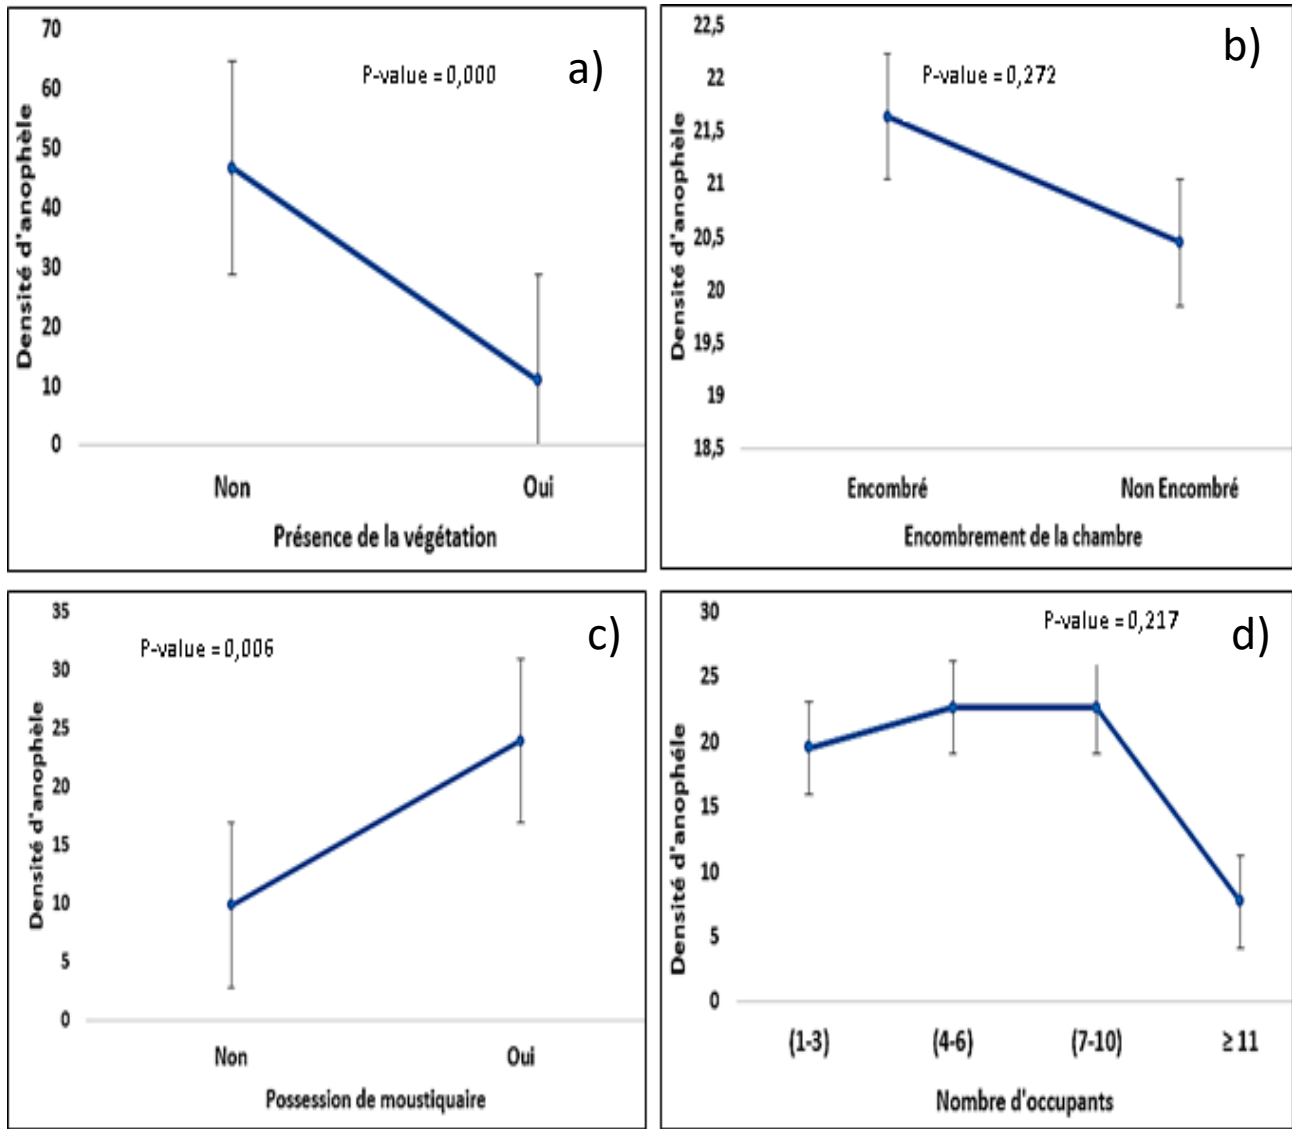 a)
P-value = 0,000
Densité d'anophèle
70
60
50
40
30
20
10
0
Non
Oui
Présence de la végétation
b)
P-value = 0,272
Densité d'anophèle
22,5
22
21,5
21
20,5
20
19,5
19
18,5
Encombré
Non Encombré
Encombrement de la chambre
c)
P-value = 0,006
Densité d'anophèle
35
30
25
20
15
10
5
0
Non
Oui
Possession de moustiquaire
d)
P-value = 0,217
Densité d'anophéle
30
25
20
15
10
5
0
(1-3)
(4-6)
(7-10)
≥ 11
Nombre d'occupants